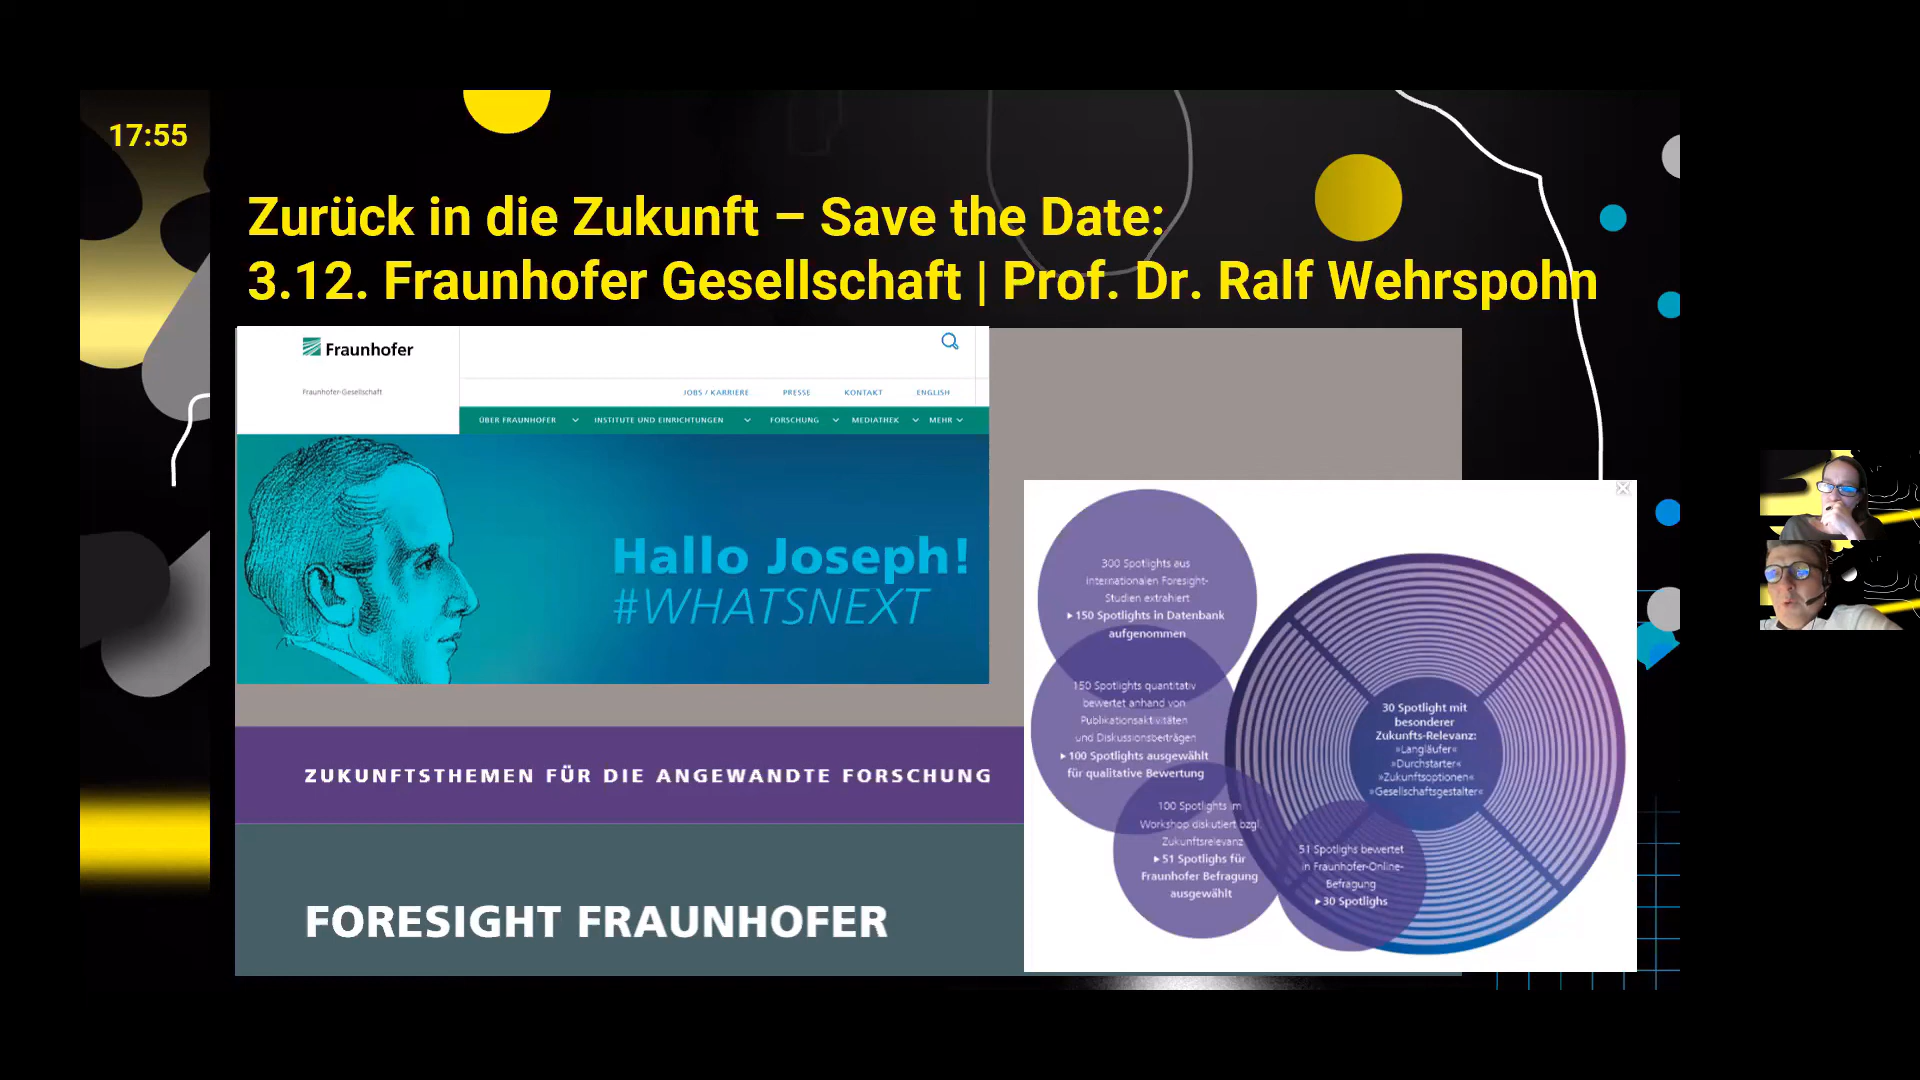 17:55
Zurück in die Zukunft – Save the Date:
3.12. Fraunhofer Gesellschaft | Prof. Dr. Ralf Wehrspohn
Fraunhofer
Fraunhofer-Gesellschaft
JOBS / KARRIERE PRESSE KONTAKT ENGLISH
ÜBER FRAUNHOFER INSTITUTE UND EINRICHTUNGEN FORSCHUNG MEDIATHEK MEHR
Hallo Joseph!
#WHATSNEXT
ZUKUNFTSTHEMEN FÜR DIE ANGEWANDTE FORSCHUNG
FORESIGHT FRAUNHOFER
300 Spotlights aus
internationalen Foresight-
Studien extrahiert
▸ 150 Spotlights in Datenbank
aufgenommen
150 Spotlights quantitativ
bewertet anhand von
Publikationsaktivitäten
und Diskussionsbeiträgen
▸ 100 Spotlights ausgewählt
für qualitative Bewertung
100 Spotlights im
Workshop diskutiert bzgl.
Zukunftsrelevanz
▸ 51 Spotlighs für
Fraunhofer Befragung
ausgewählt
51 Spotlighs bewertet
in Fraunhofer-Online-
Befragung
▸ 30 Spotlighs
30 Spotlight mit
besonderer
Zukunfts-Relevanz:
»Langläufer«
»Durchstarter«
»Zukunftsoptionen«
»Gesellschaftsgestalter«